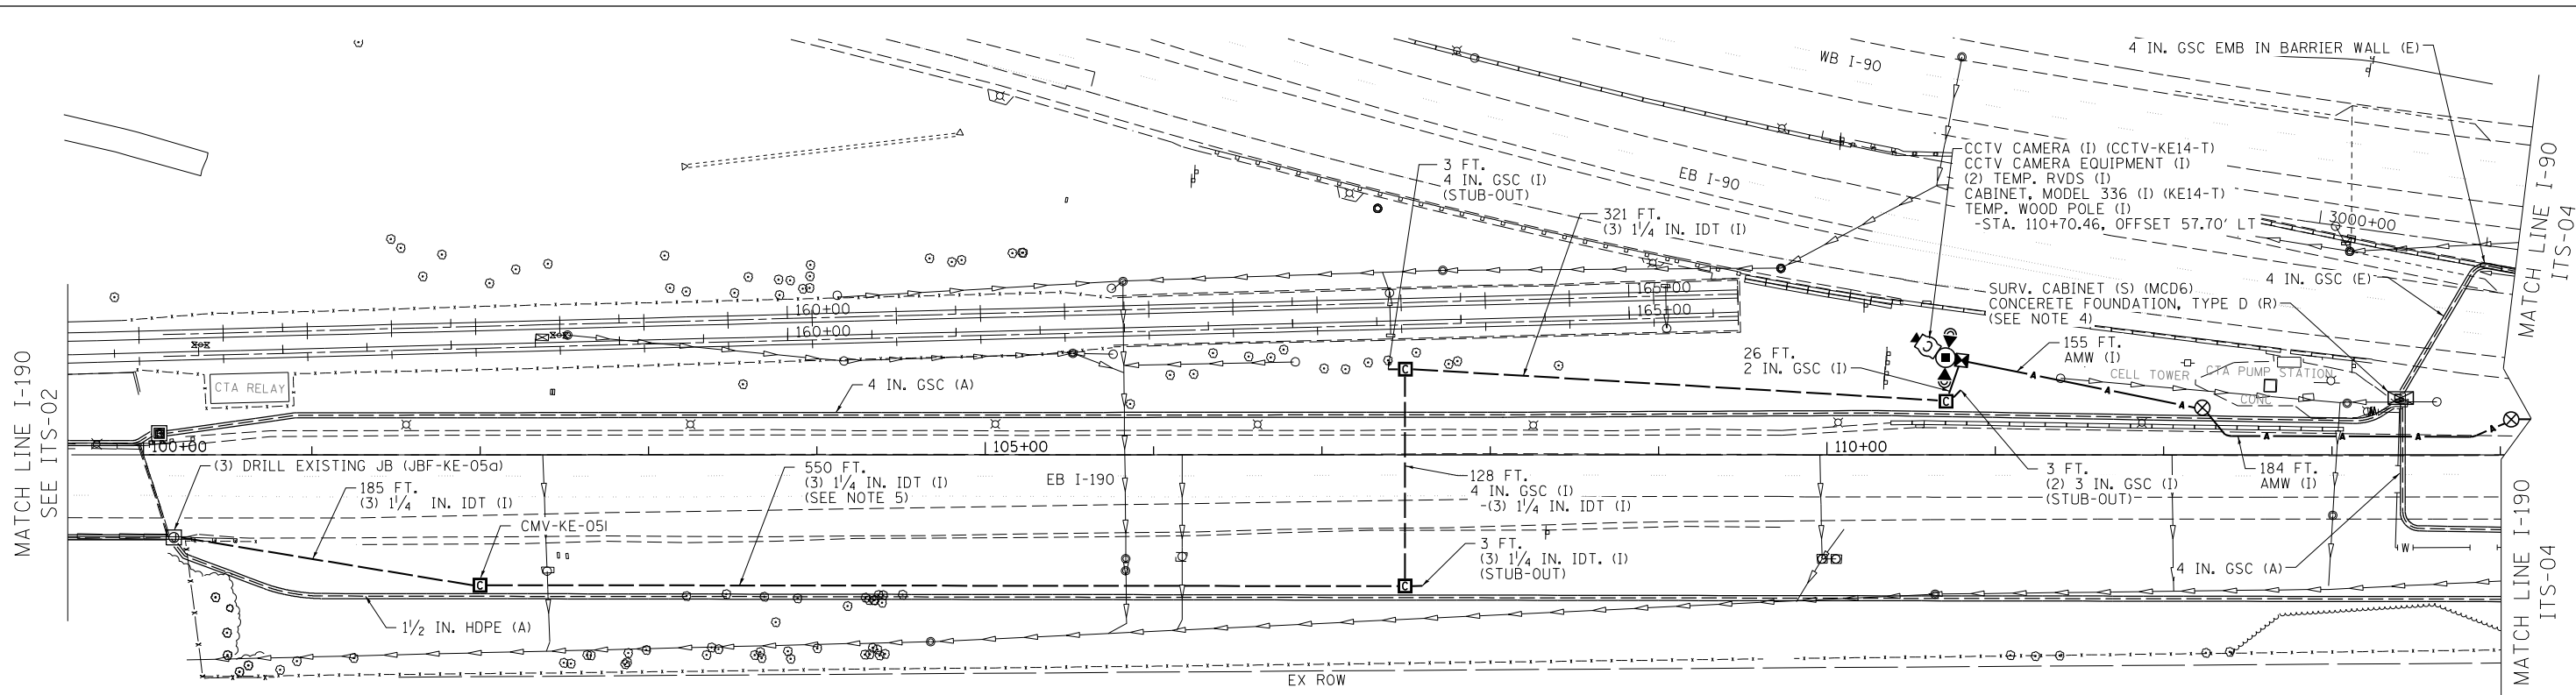 4 IN. GSC EMB IN BARRIER WALL (E)
WB I-90
EB I-90
3 FT.
4 IN. GSC (I)
(STUB-OUT)
321 FT.
(3) 1¼ IN. IDT (I)
CCTV CAMERA (I) (CCTV-KE14-T)
CCTV CAMERA EQUIPMENT (I)
(2) TEMP. RVDS (I)
CABINET, MODEL 336 (I) (KE14-T)
TEMP. WOOD POLE (I)
-STA. 110+70.46, OFFSET 57.70' LT
L3000+00
MATCH LINE I-90
ITS-04
4 IN. GSC (E)
SURV. CABINET (S) (MCD6)
CONCRETE FOUNDATION, TYPE D (R)
(SEE NOTE 4)
160+00
165+00
160+00
165+00
MATCH LINE I-190
SEE ITS-02
CTA RELAY
4 IN. GSC (A)
26 FT.
2 IN. GSC (I)
155 FT.
AMW (I)
CELL TOWER
CTA PUMP STATION
CONC
C
C
A
A
A
A
A
A
100+00
105+00
110+00
(3) DRILL EXISTING JB (JBF-KE-05a)
185 FT.
(3) 1¼ IN. IDT (I)
550 FT.
(3) 1¼ IN. IDT (I)
(SEE NOTE 5)
EB I-190
128 FT.
4 IN. GSC (I)
-(3) 1¼ IN. IDT (I)
3 FT.
(2) 3 IN. GSC (I)
(STUB-OUT)
184 FT.
AMW (I)
CMV-KE-05I
3 FT.
(3) 1¼ IN. IDT. (I)
(STUB-OUT)
W
C
C
4 IN. GSC (A)
1½ IN. HDPE (A)
EX ROW
MATCH LINE I-190
ITS-04